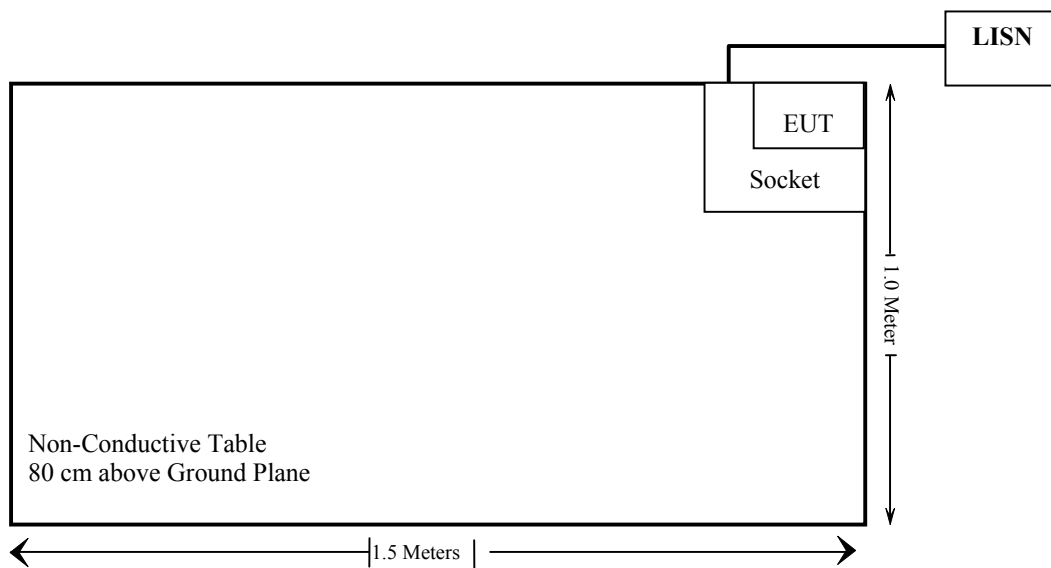 LISN
EUT
Socket
1.0 Meter
Non-Conductive Table
80 cm above Ground Plane
1.5 Meters